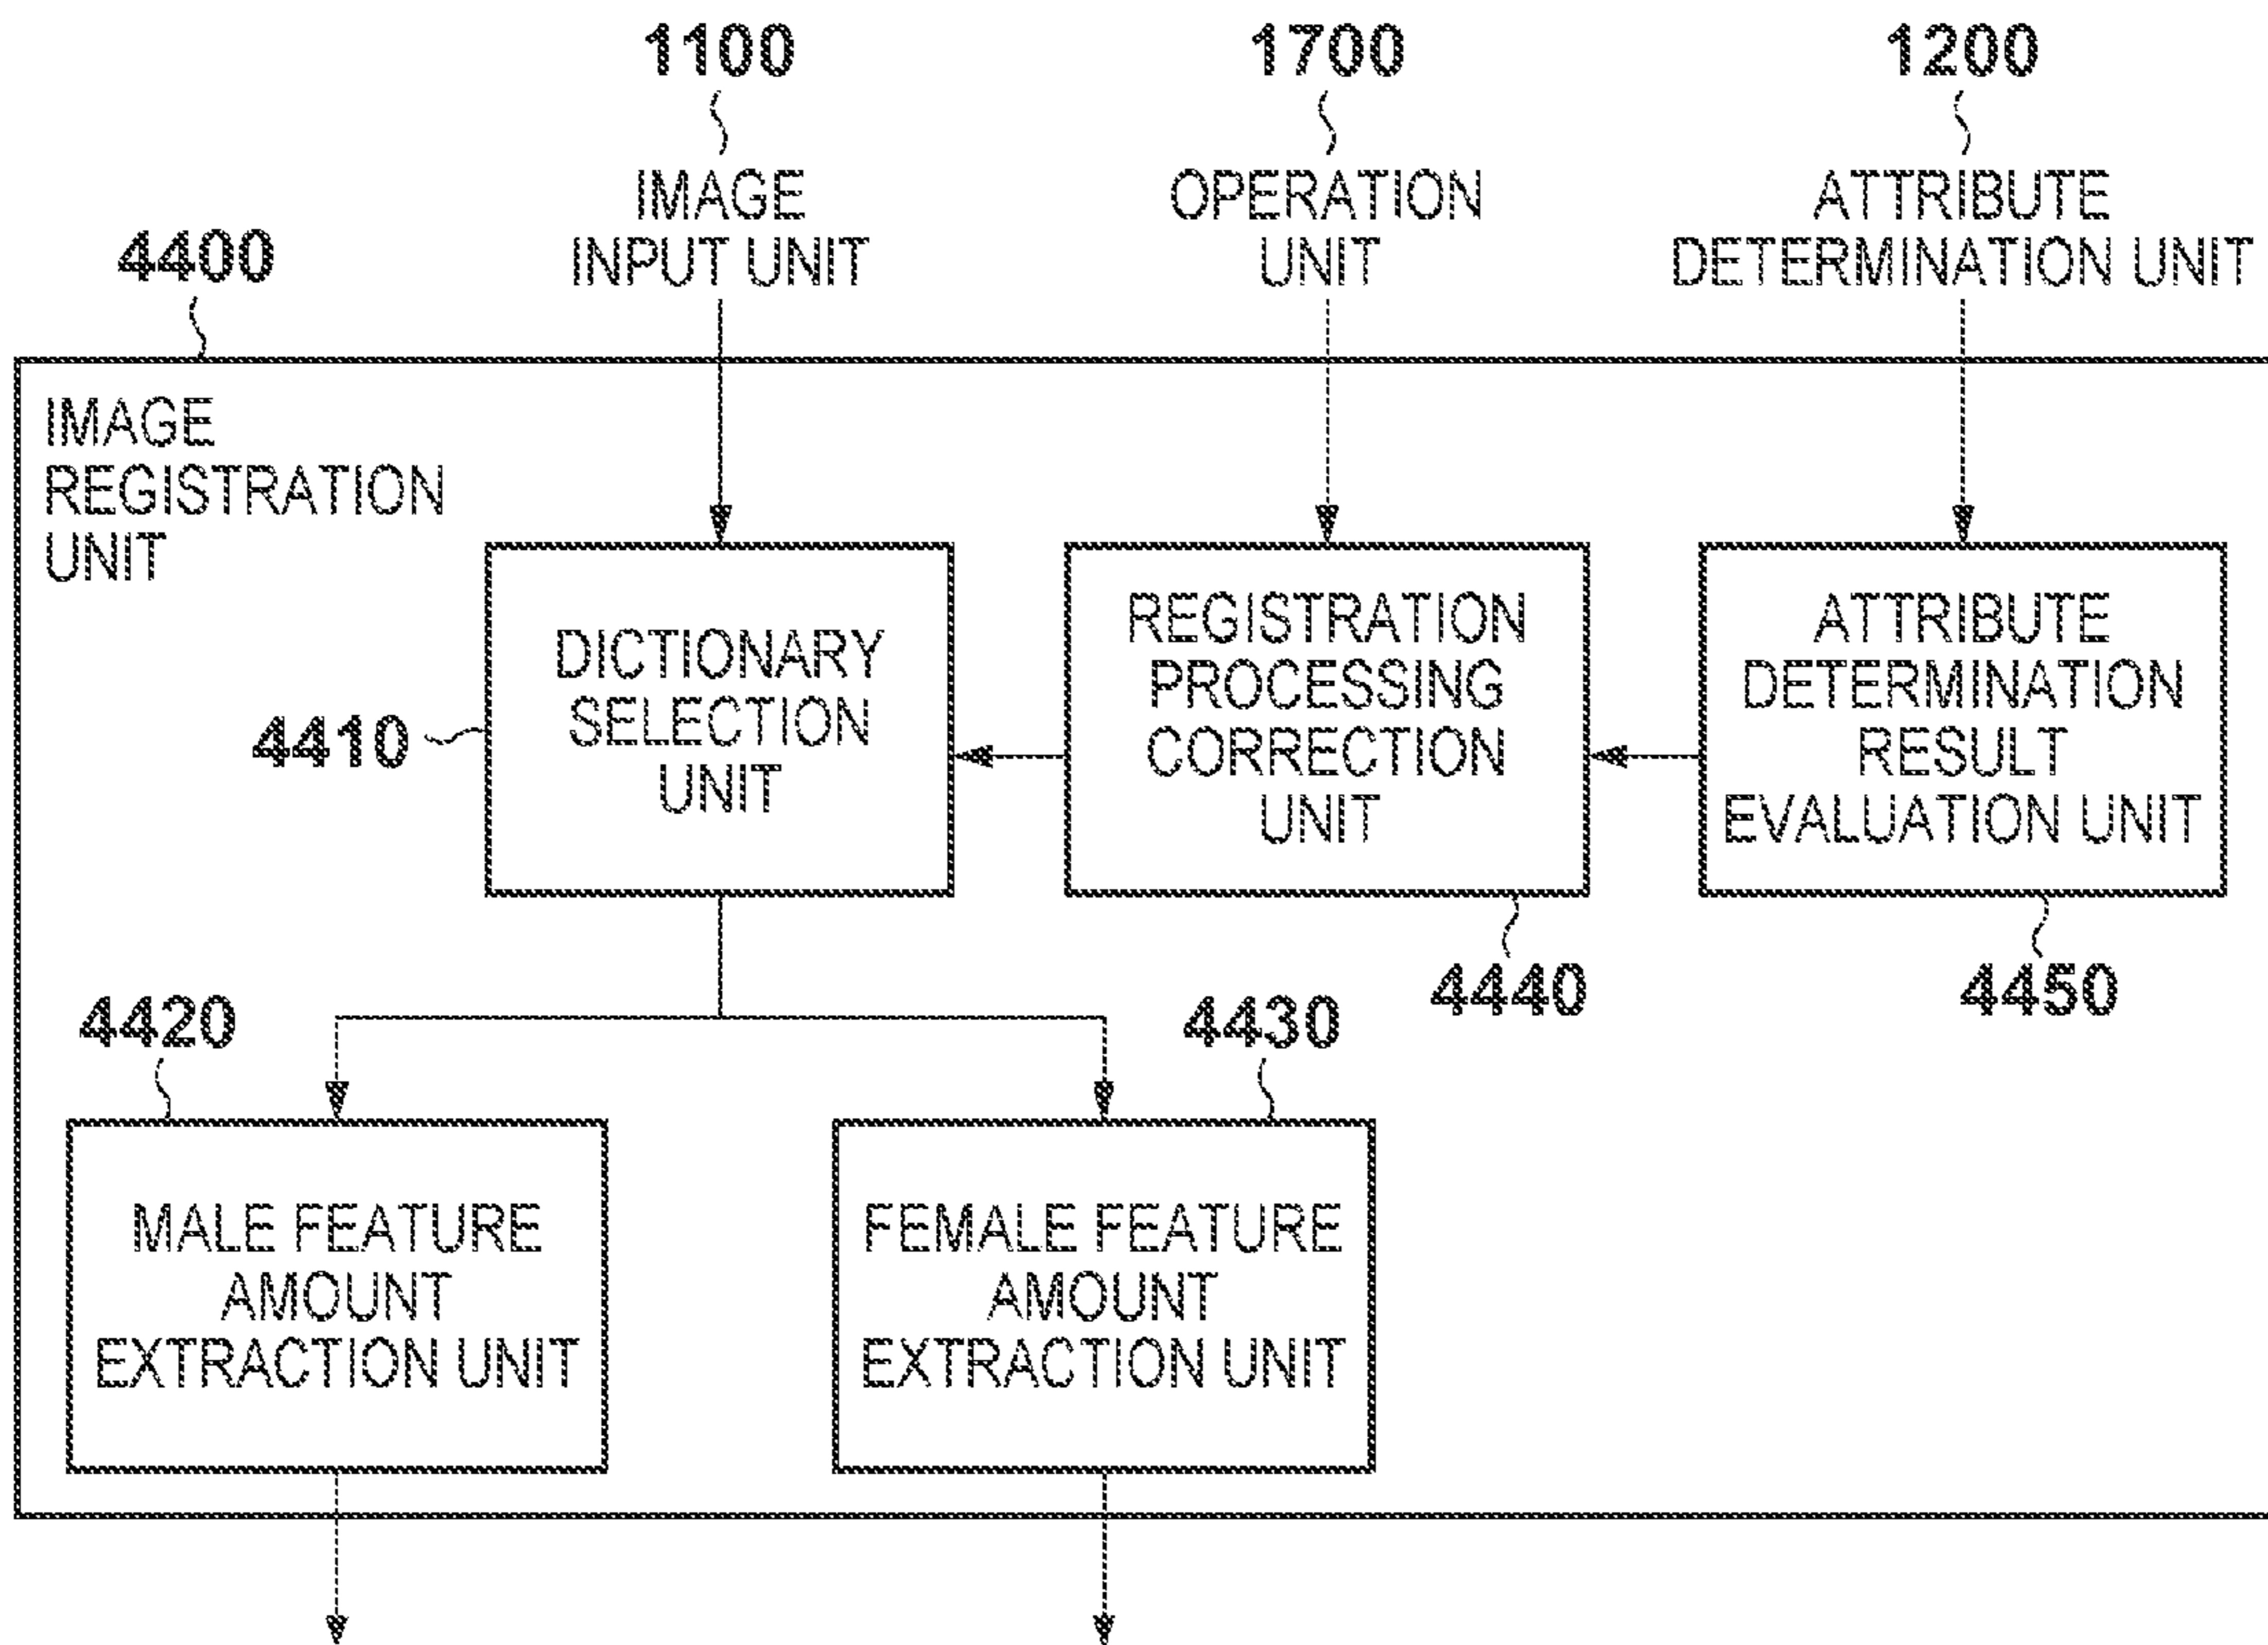 1100
1700
1200
IMAGE
INPUT UNIT
OPERATION
UNIT
ATTRIBUTE
DETERMINATION UNIT
4400
IMAGE
REGISTRATION
UNIT
DICTIONARY
SELECTION
UNIT
4410
REGISTRATION
PROCESSING
CORRECTION
UNIT
4440
ATTRIBUTE
DETERMINATION
RESULT
EVALUATION UNIT
4450
4420
MALE FEATURE
AMOUNT
EXTRACTION UNIT
4430
FEMALE FEATURE
AMOUNT
EXTRACTION UNIT